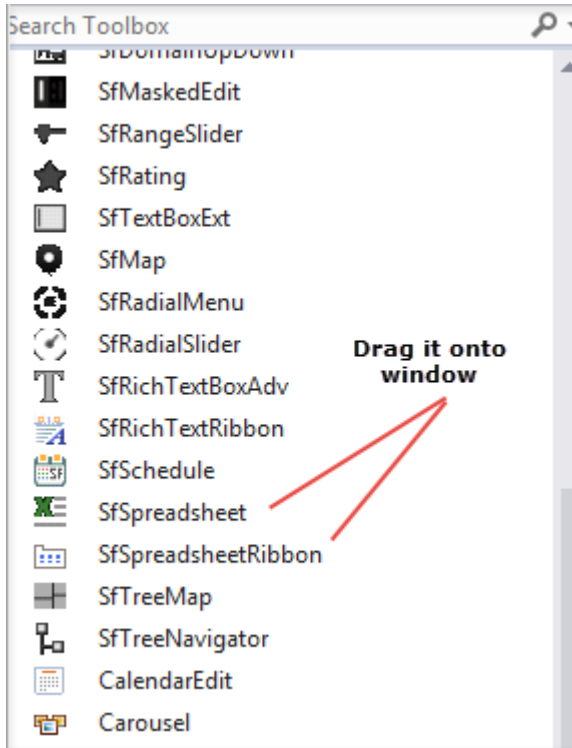 Search Toolbox
SfDomainUpDown
SfMaskedEdit
SfRangeSlider
SfRating
SfTextBoxExt
SfMap
SfRadialMenu
SfRadialSlider
Drag it onto
window
SfRichTextBoxAdv
SfRichTextRibbon
SfSchedule
SfSpreadsheet
SfSpreadsheetRibbon
SfTreeMap
SfTreeNavigator
CalendarEdit
Carousel